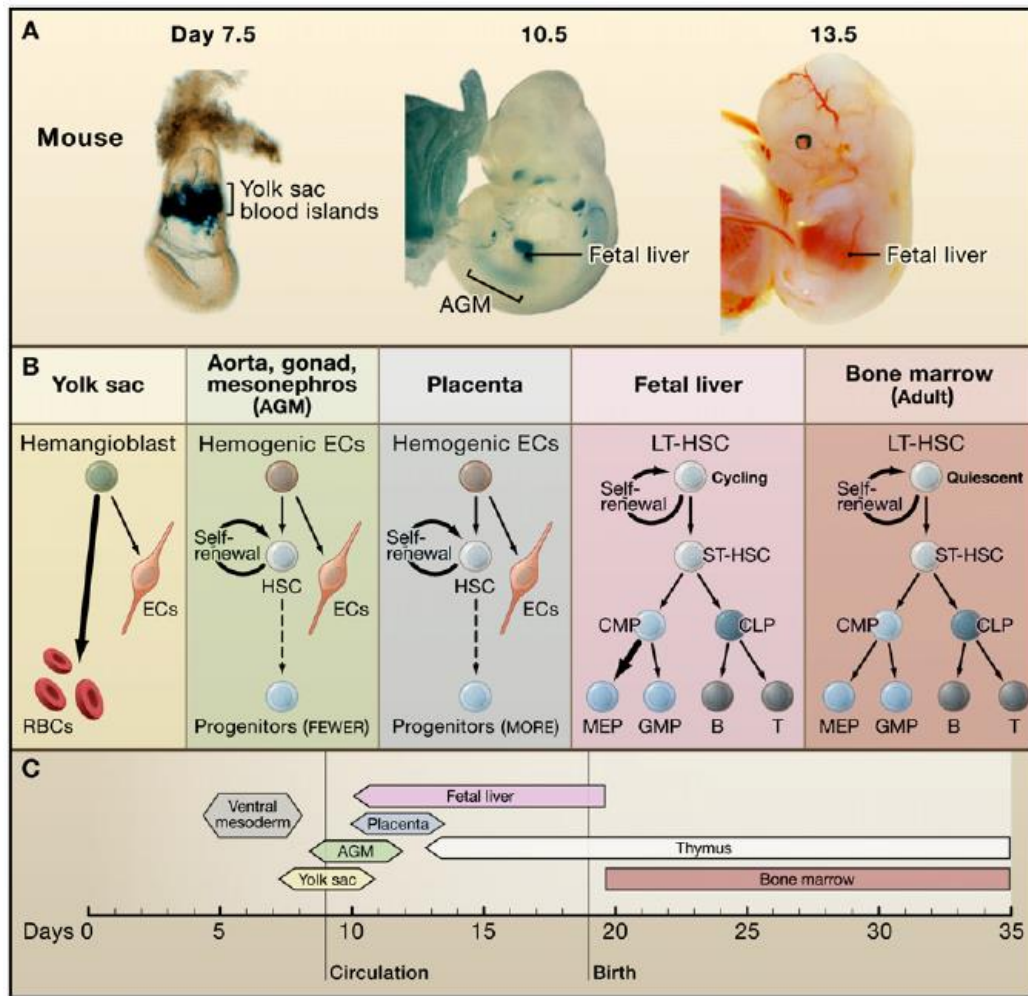 A
Day 7.5
10.5
13.5
Mouse
Yolk sac
blood islands
Fetal liver
AGM
Fetal liver
B
Yolk sac
Aorta, gonad,
mesonephros
(AGM)
Placenta
Fetal liver
Bone marrow
(Adult)
Hemangioblast
ECs
RBCs
Hemogenic ECs
Self-
renewal
HSC
ECs
Progenitors (FEWER)
Hemogenic ECs
Self-
renewal
HSC
ECs
Progenitors (MORE)
LT-HSC
Cycling
Self-
renewal
ST-HSC
CMP
CLP
MEP
GMP
B
T
LT-HSC
Quiescent
Self-
renewal
ST-HSC
CMP
CLP
MEP
GMP
B
T
C
Ventral
mesoderm
Fetal liver
Placenta
AGM
Thymus
Yolk sac
Bone marrow
Days 0 5 10 15 20 25 30 35
Circulation
Birth